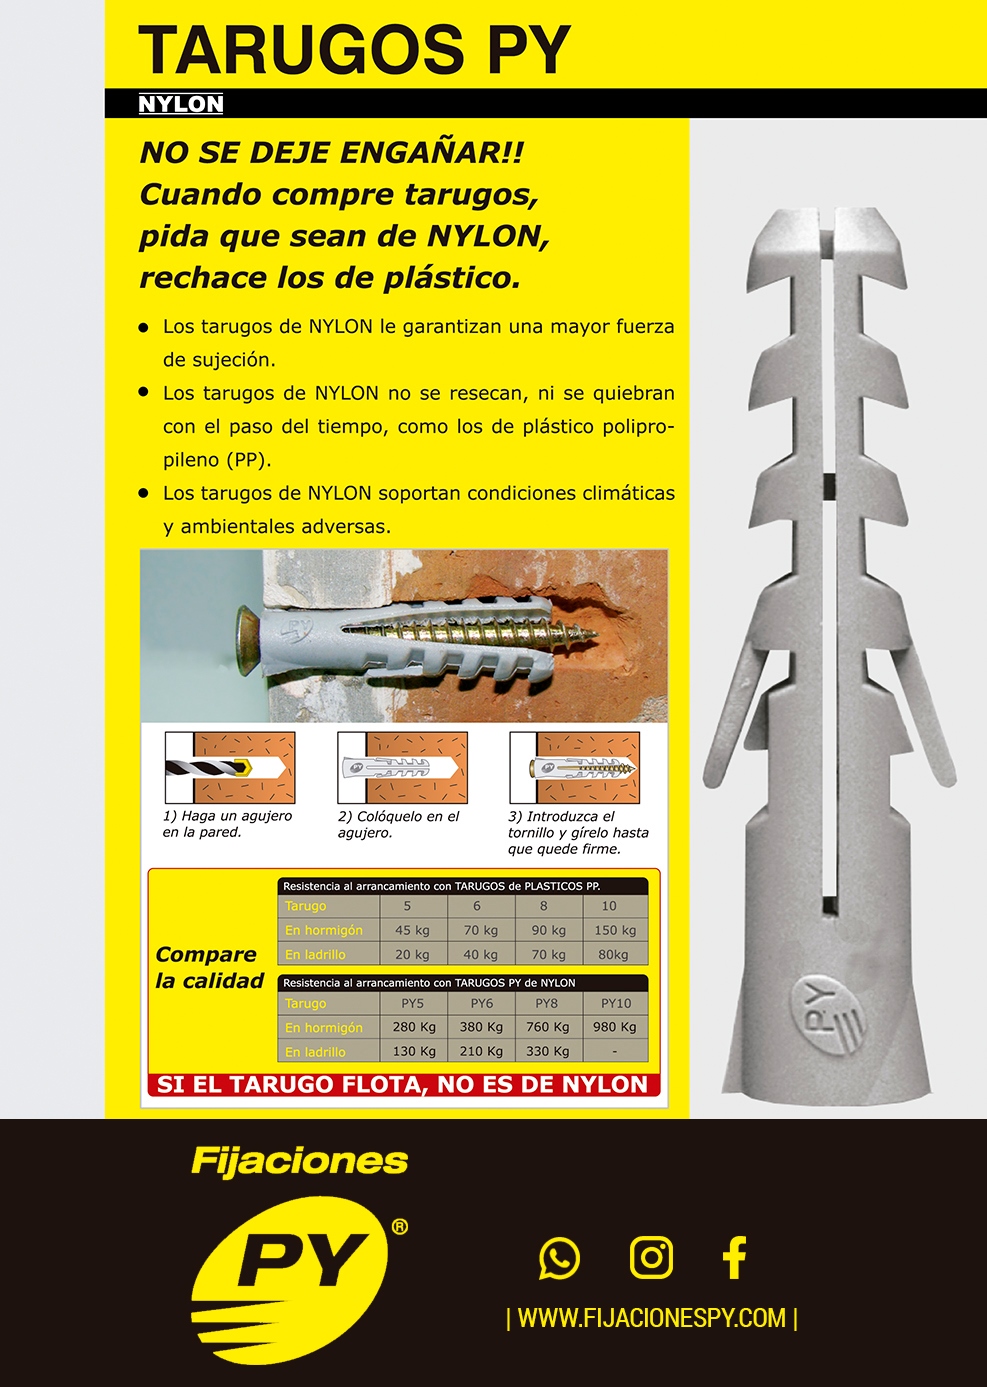 TARUGOS PY
NYLON
NO SE DEJE ENGAÑAR!!
Cuando compre tarugos,
pida que sean de NYLON,
rechace los de plástico.
● Los tarugos de NYLON le garantizan una mayor fuerza
de sujeción.
● Los tarugos de NYLON no se resecan, ni se quiebran
con el paso del tiempo, como los de plástico polipro-
pileno (PP).
● Los tarugos de NYLON soportan condiciones climáticas
y ambientales adversas.
PY
1) Haga un agujero
en la pared.
2) Colóquelo en el
agujero.
3) Introduzca el
tornillo y gírelo hasta
que quede firme.
Compare
la calidad
Resistencia al arrancamiento con TARUGOS de PLASTICOS PP.
Tarugo 5 6 8 10
En hormigón 45 kg 70 kg 90 kg 150 kg
En ladrillo 20 kg 40 kg 70 kg 80kg
Resistencia al arrancamiento con TARUGOS PY de NYLON
Tarugo PY5 PY6 PY8 PY10
En hormigón 280 Kg 380 Kg 760 Kg 980 Kg
En ladrillo 130 Kg 210 Kg 330 Kg -
SI EL TARUGO FLOTA, NO ES DE NYLON
PY
Fijaciones
PY®
| WWW.FIJACIONESPY.COM |